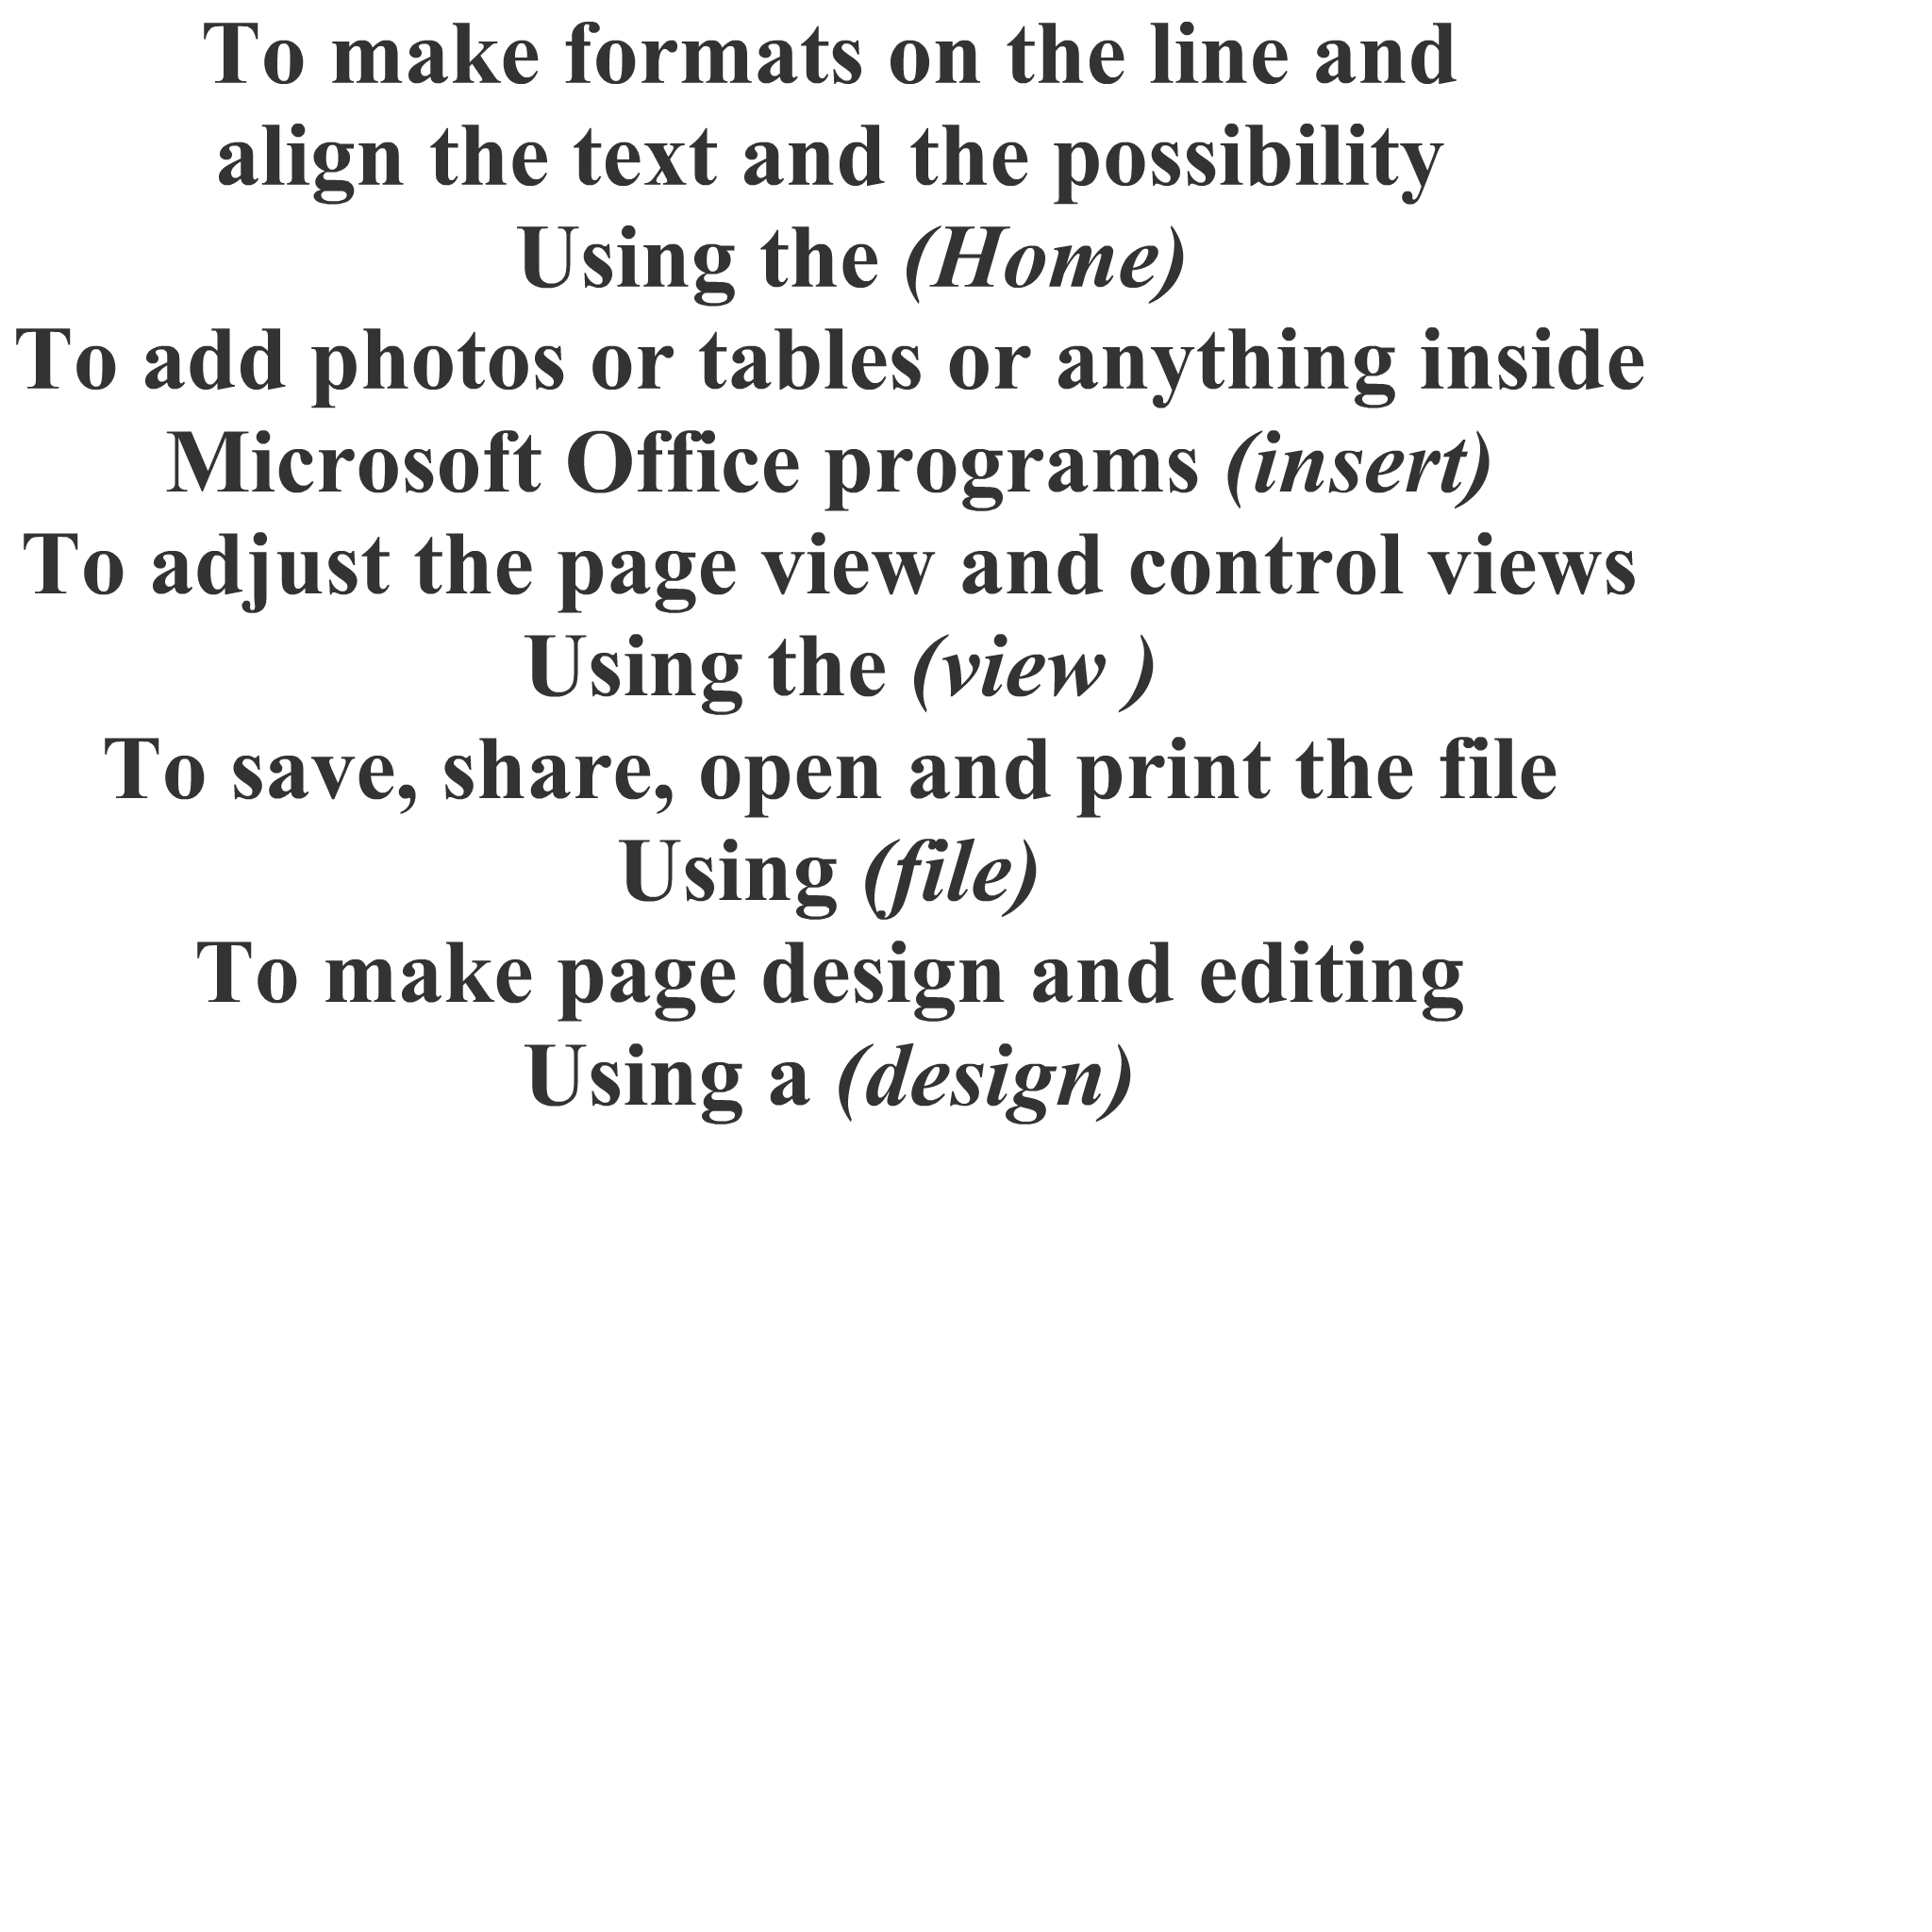 To make formats on the line and
align the text and the possibility
Using the (Home)
To add photos or tables or anything inside
Microsoft Office programs (insert)
To adjust the page view and control views
Using the (view )
To save, share, open and print the file
Using (file)
To make page design and editing
Using a (design)